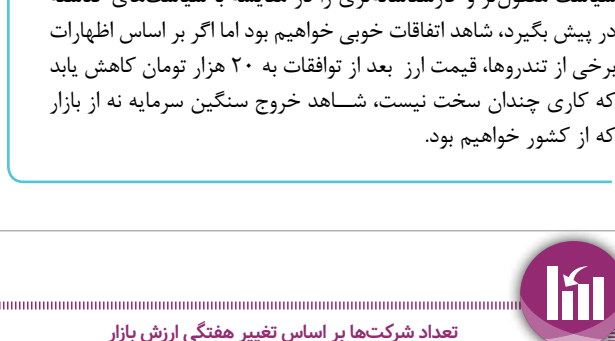 در پیش بگیرد، شاهد اتفاقات خوبی خواهیم بود اما اگر بر اساس اظهارات
برخی از تندروها، قیمت ارز بعد از توافقات به ۲۰ هزار تومان کاهش یابد
که کاری چندان سخت نیست، شاهد خروج سنگین سرمایه نه از بازار
که از کشور خواهیم بود.
تعداد شرکت‌ها بر اساس تغییر هفتگی ارزش بازار